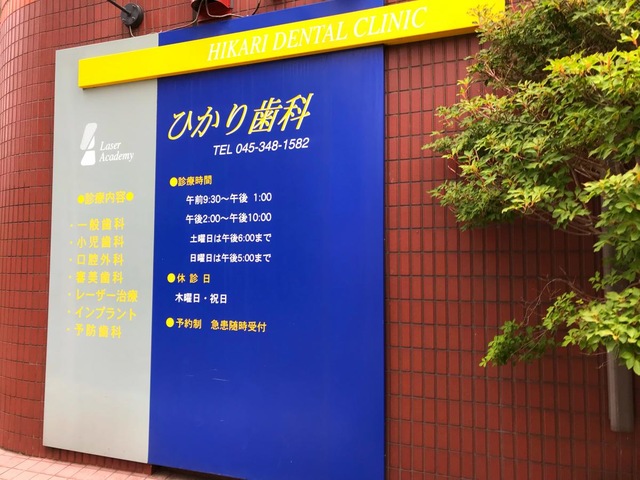 HIKARI DENTAL CLINIC
ひかり歯科
TEL 045-348-1582
Laser
Academy
●診療内容●
・一般歯科
・小児歯科
・口腔外科
・審美歯科
・レーザー治療
・インプラント
・予防歯科
●診療時間
午前9:30〜午後 1:00
午後2:00〜午後10:00
土曜日は午後6:00まで
日曜日は午後5:00まで
●休診日
木曜日・祝日
●予約制 急患随時受付